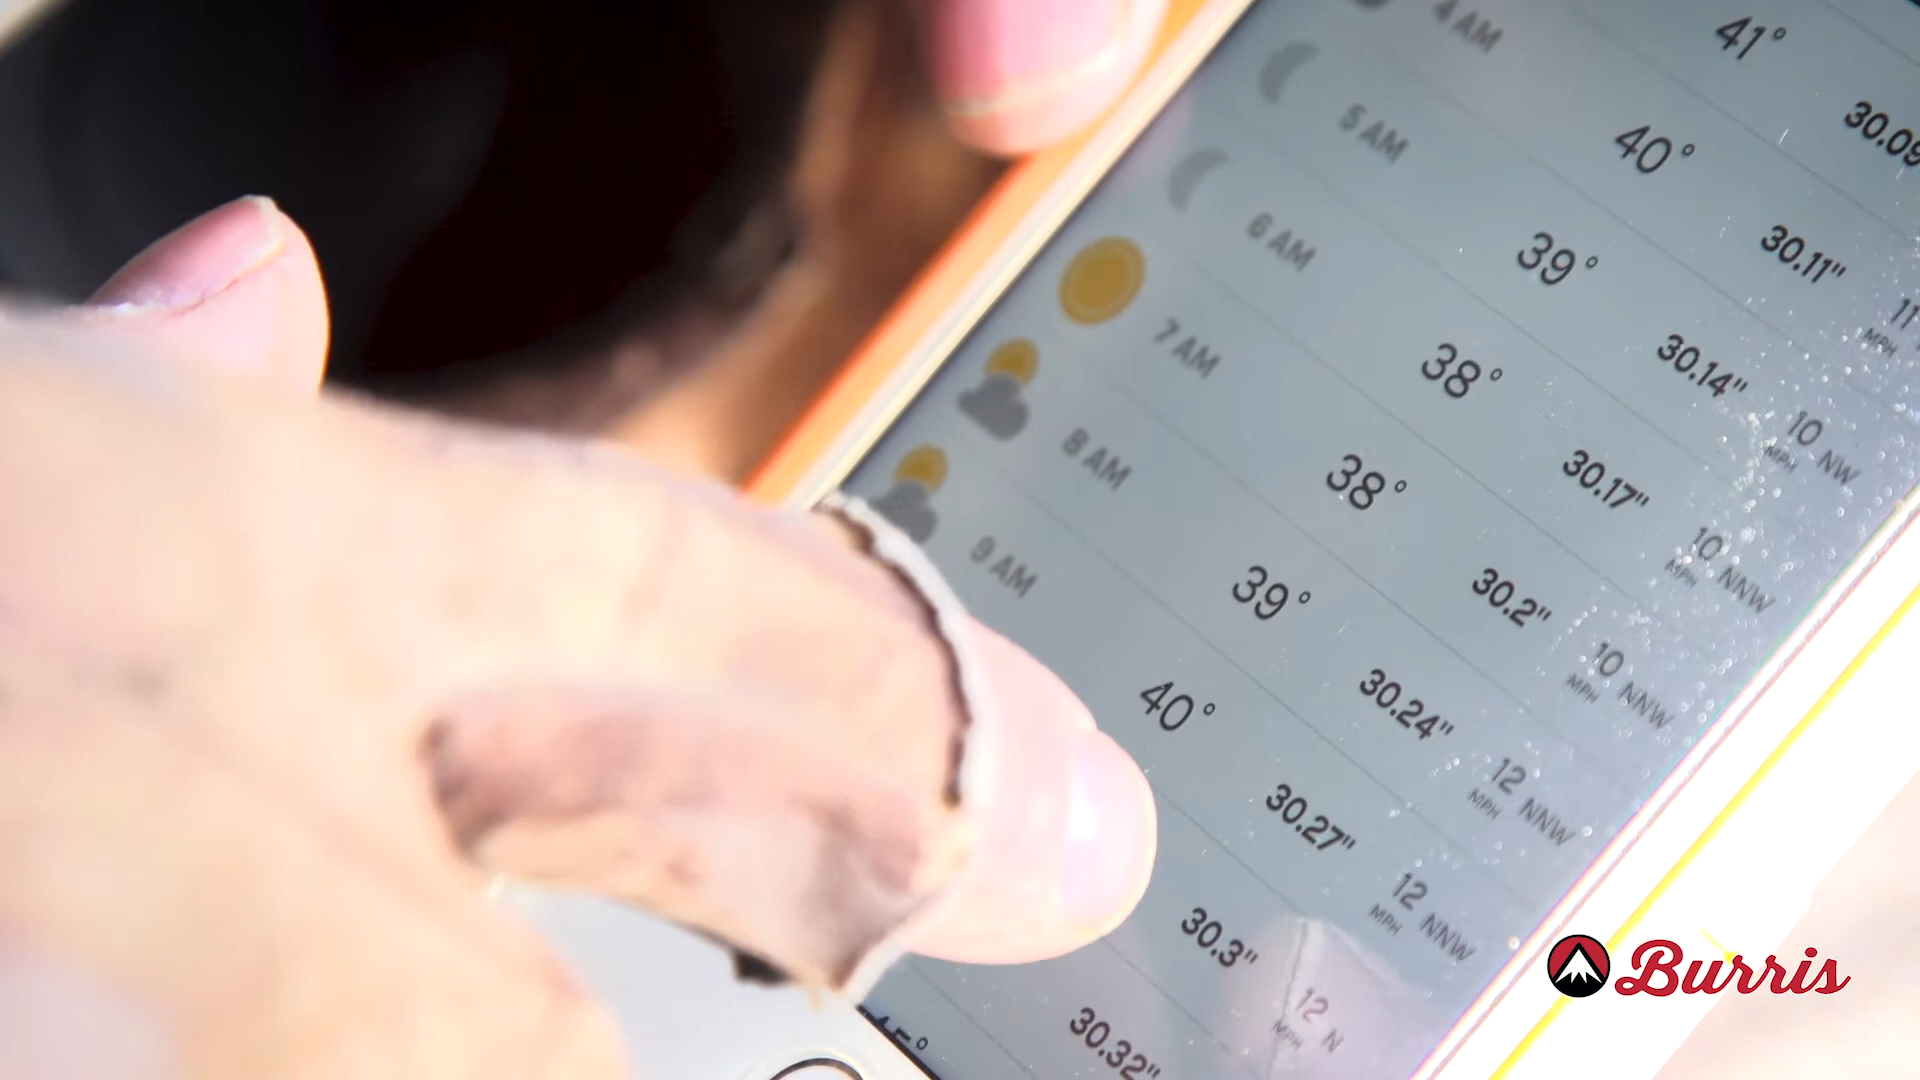 41° 30.09
4 AM 40° 30.11" 11 MPH
5 AM 39° 30.14" 10 MPH NW
6 AM 38° 30.17" 10 MPH NNW
7 AM 38° 30.2" 10 MPH NNW
8 AM 39° 30.24" 12 MPH NNW
9 AM 40° 30.27" 12 MPH NNW
30.3" 12 MPH N
30.32"
Burris